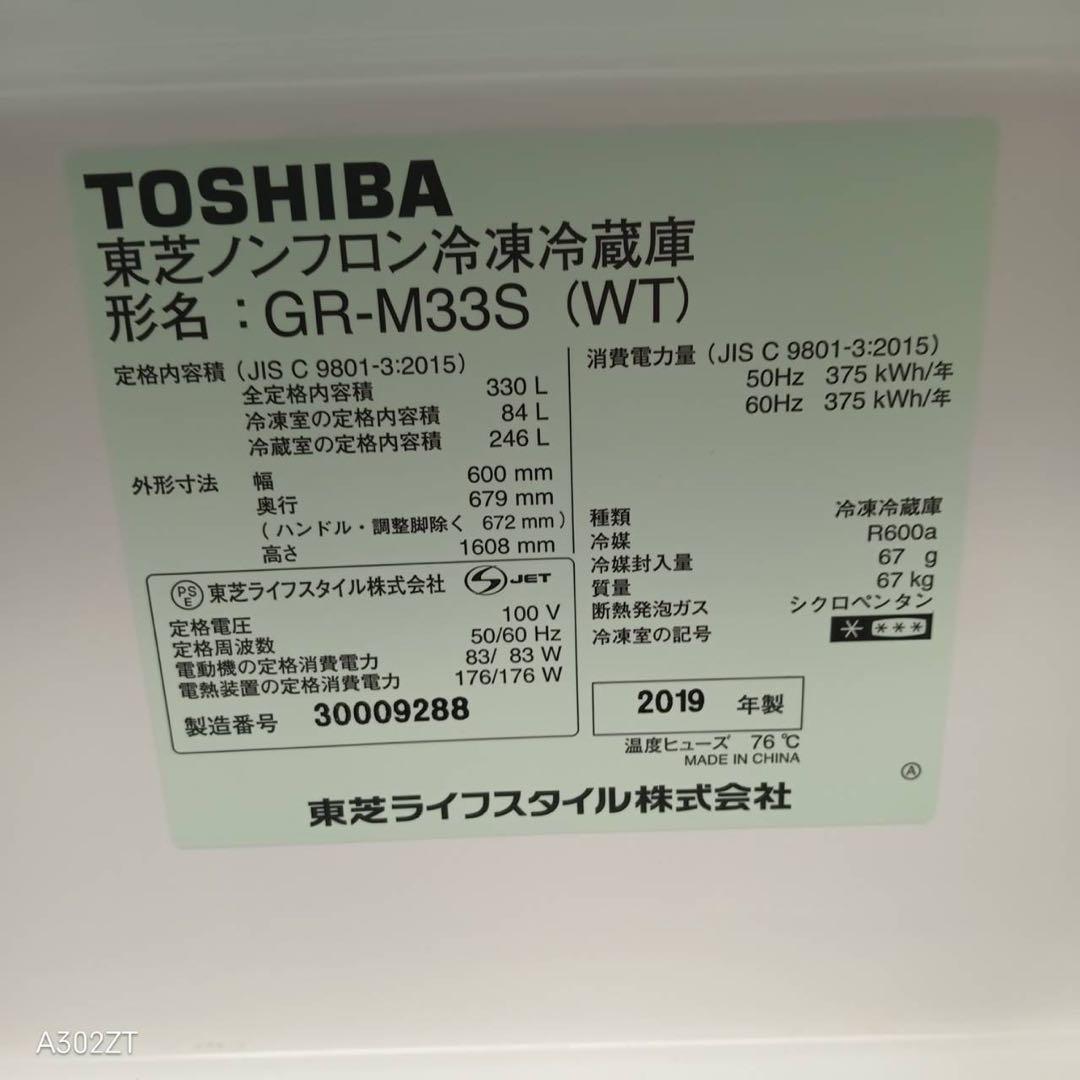 TOSHIBA
東芝ノンフロン冷凍冷蔵庫
形名：GR-M33S (WT)
定格内容積 (JIS C 9801-3:2015)
全定格内容積 330 L
冷凍室の定格内容積 84 L
冷蔵室の定格内容積 246 L
外形寸法 幅 600 mm
奥行 679 mm
(ハンドル・調整脚除く 672 mm)
高さ 1608 mm
消費電力量 (JIS C 9801-3:2015)
50Hz 375 kWh/年
60Hz 375 kWh/年
種類 冷凍冷蔵庫
冷媒 R600a
冷媒封入量 67 g
質量 67 kg
断熱発泡ガス シクロペンタン
冷凍室の記号 * ***
PSE 東芝ライフスタイル株式会社 JET
定格電圧 100 V
定格周波数 50/60 Hz
電動機の定格消費電力 83/ 83 W
電熱装置の定格消費電力 176/176 W
製造番号 30009288
2019 年製
温度ヒューズ 76 ℃
MADE IN CHINA
Ⓐ
東芝ライフスタイル株式会社
A302ZT